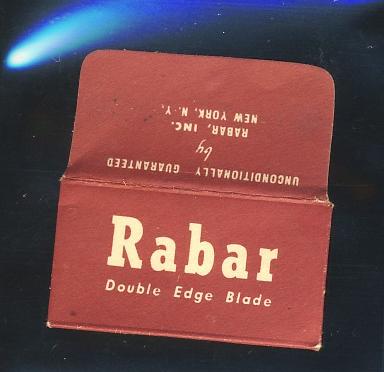 UNCONDITIONALLY GUARANTEED
by
RABAR, INC.
NEW YORK, N. Y.
Rabar
Double Edge Blade